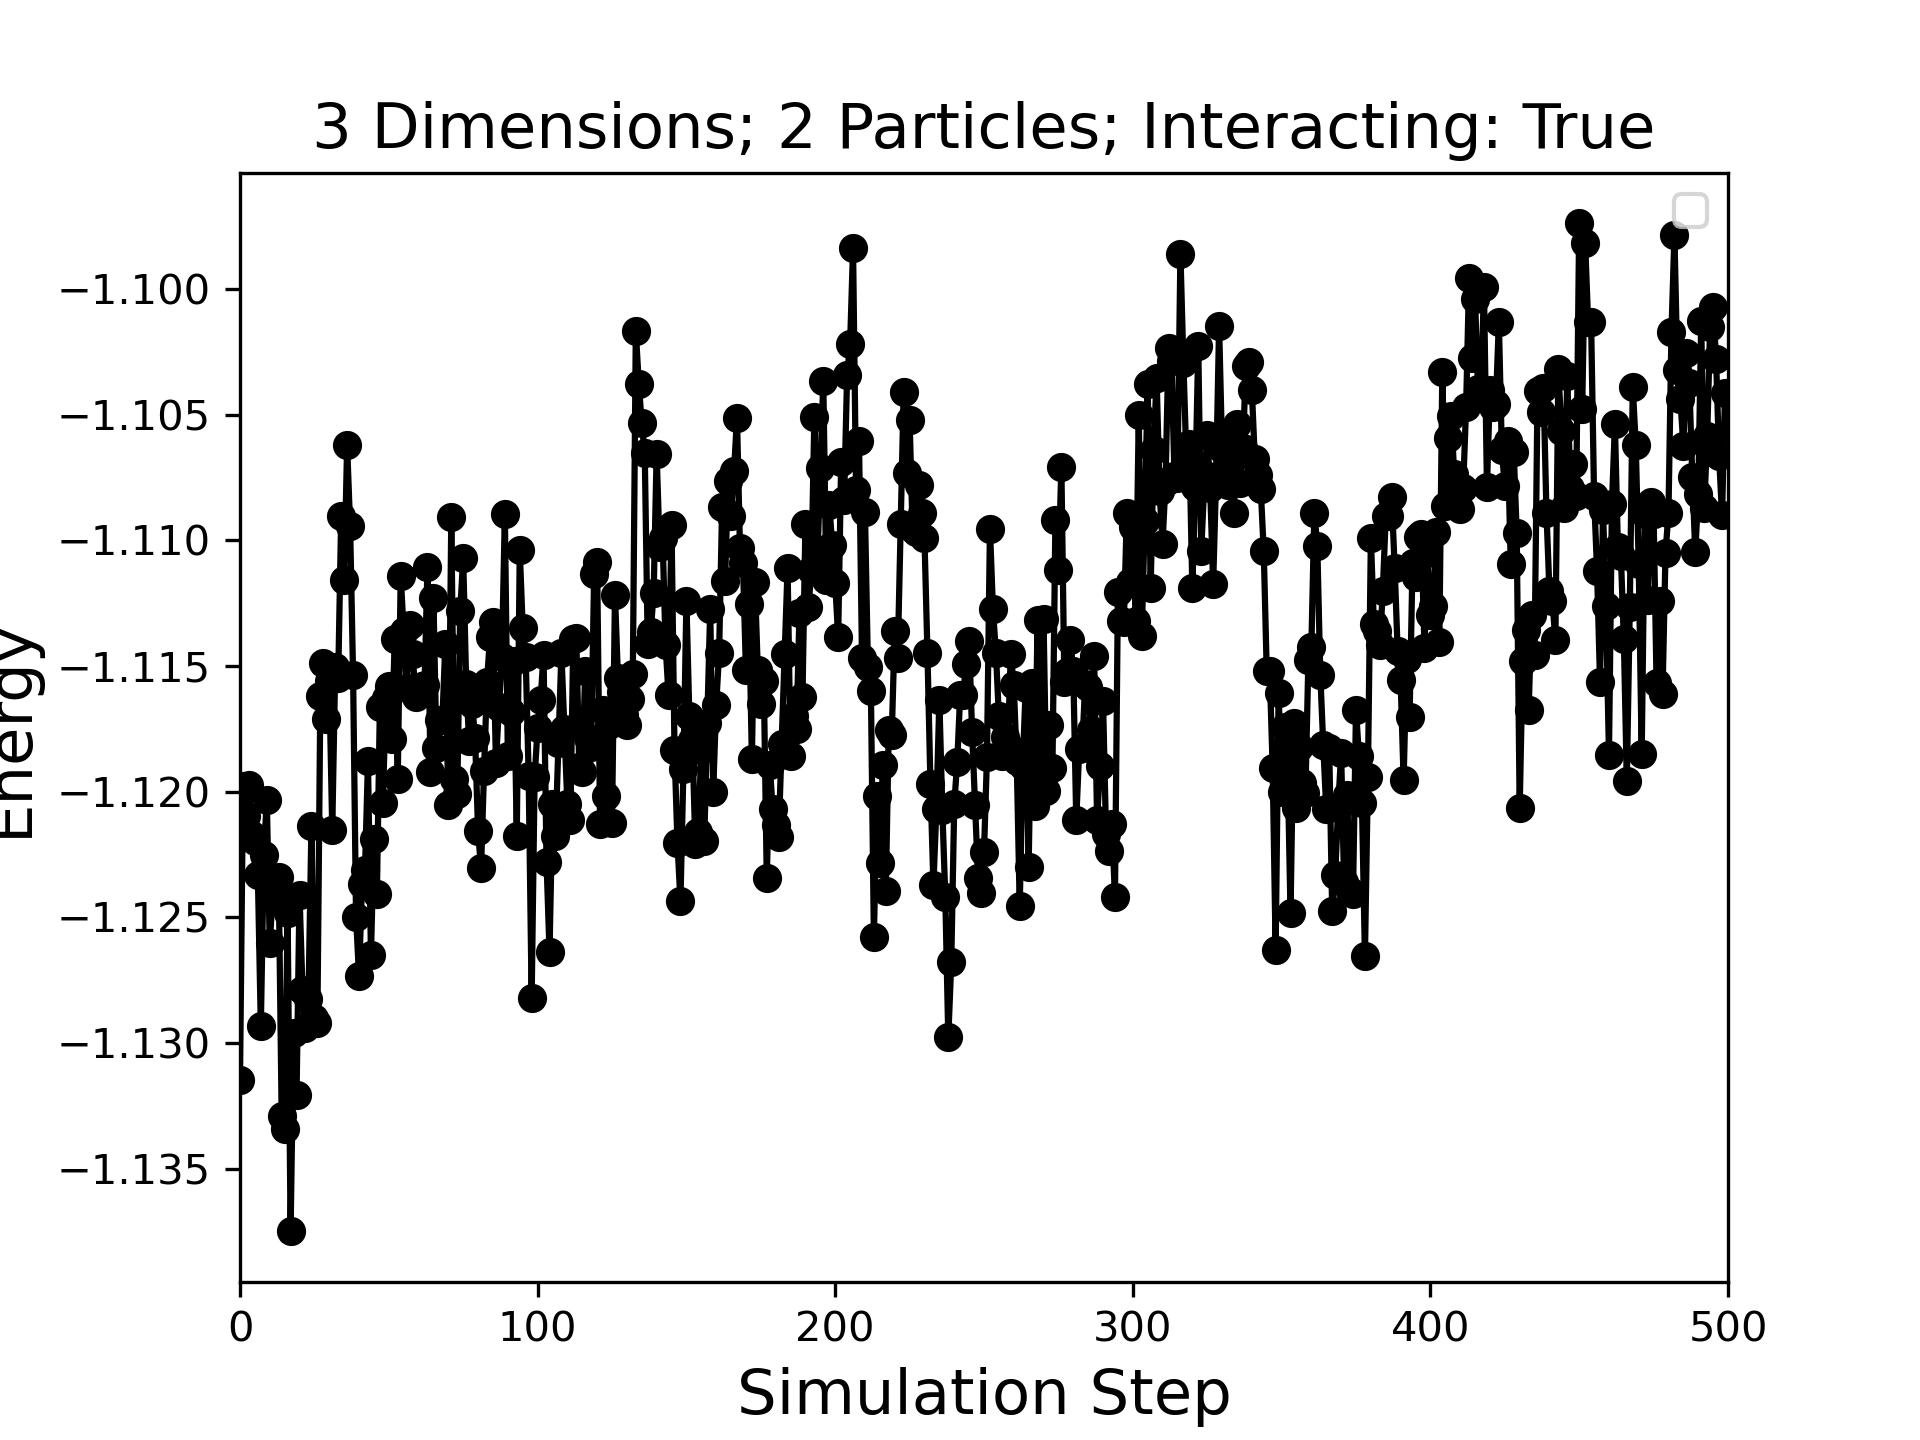 3 Dimensions; 2 Particles; Interacting: True
Energy
−1.100
−1.105
−1.110
−1.115
−1.120
−1.125
−1.130
−1.135
0 100 200 300 400 500
Simulation Step